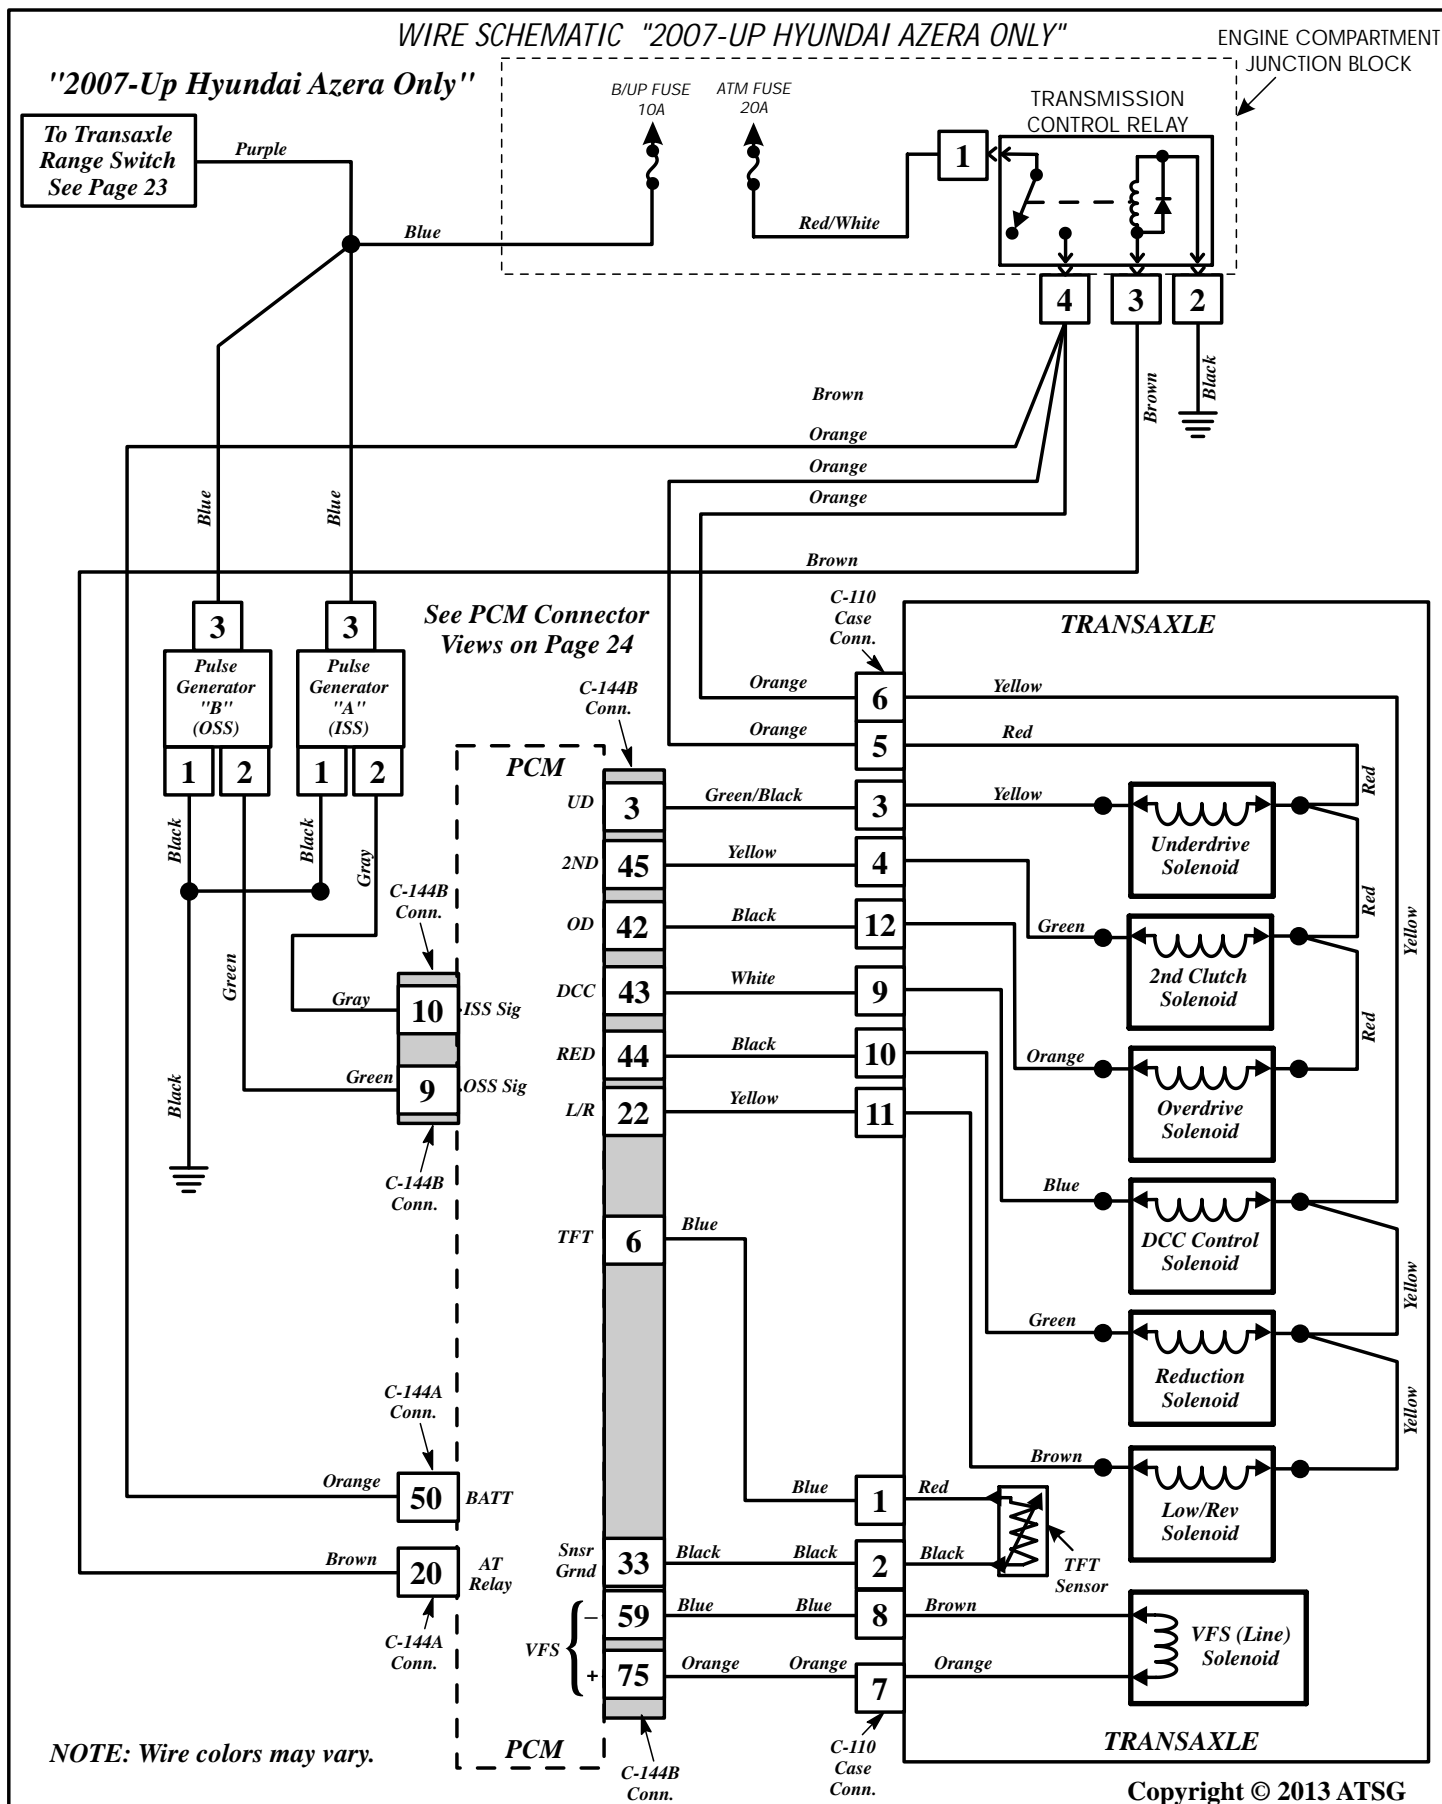 WIRE SCHEMATIC "2007-UP HYUNDAI AZERA ONLY"
ENGINE COMPARTMENT
JUNCTION BLOCK
"2007-Up Hyundai Azera Only"
B/UP FUSE
10A
ATM FUSE
20A
TRANSMISSION
CONTROL RELAY
To Transaxle
Range Switch
See Page 23
Purple
1
Red/White
Blue
4
3
2
Brown
Brown
Black
Orange
Orange
Orange
Blue
Blue
Brown
3
3
Pulse
Generator
"B"
(OSS)
Pulse
Generator
"A"
(ISS)
1
2
1
2
Black
Black
Gray
Green
Black
See PCM Connector
Views on Page 24
C-144B
Conn.
C-110
Case
Conn.
TRANSAXLE
Orange
6
Yellow
Orange
5
Red
Red
PCM
UD
3
Green/Black
3
Yellow
Underdrive
Solenoid
2ND
45
Yellow
4
Green
Red
Yellow
2nd Clutch
Solenoid
OD
42
Black
12
Orange
Red
Overdrive
Solenoid
DCC
43
White
9
Blue
DCC Control
Solenoid
Yellow
RED
44
Black
10
Green
Reduction
Solenoid
Yellow
L/R
22
Yellow
11
Brown
Low/Rev
Solenoid
C-144B
Conn.
Gray
10
ISS Sig
Green
9
OSS Sig
C-144B
Conn.
TFT
6
Blue
Blue
1
Red
C-144A
Conn.
Orange
50
BATT
Brown
20
AT
Relay
C-144A
Conn.
Snsr
Grnd
33
Black
Black
2
Black
TFT
Sensor
VFS
–
59
Blue
Blue
8
Brown
VFS (Line)
Solenoid
+
75
Orange
Orange
7
Orange
NOTE: Wire colors may vary.
PCM
C-144B
Conn.
C-110
Case
Conn.
TRANSAXLE
Copyright © 2013 ATSG